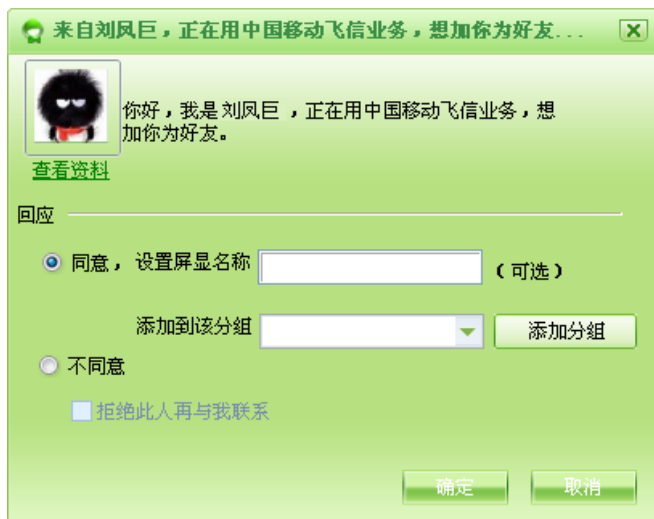 来自刘凤巨，正在用中国移动飞信业务，想加你为好友...
你好，我是刘凤巨，正在用中国移动飞信业务，想
加你为好友。
查看资料
回应
同意，设置屏显名称 （可选）
添加到该分组 添加分组
不同意
拒绝此人再与我联系
确定 取消